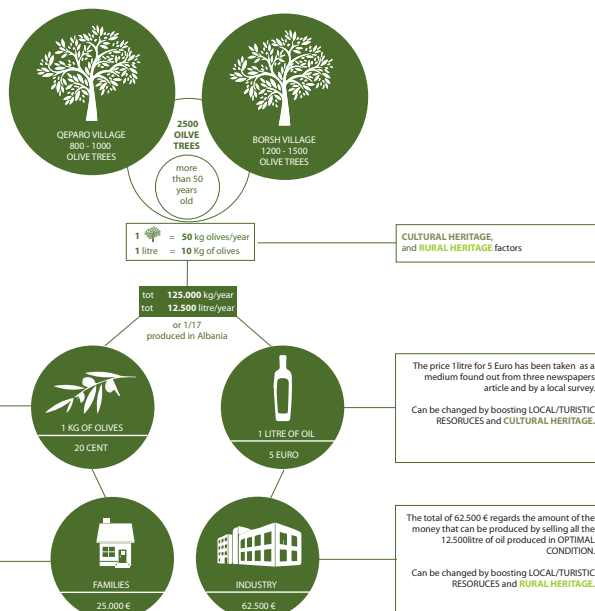 QEPARO VILLAGE
800 - 1000
OLIVE TREES
2500
OILVE
TREES
BORSH VILLAGE
1200 - 1500
OLIVE TREES
more
than 50
years
old
1 = 50 kg olives/year
1 litre = 10 Kg of olives
CULTURAL HERITAGE,
and RURAL HERITAGE factors
tot 125.000 kg/year
tot 12.500 litre/year
or 1/17
produced in Albania
1 KG OF OLIVES
20 CENT
1 LITRE OF OIL
5 EURO
The price 1litre for 5 Euro has been taken as a
medium found out from three newspapers
article and by a local survey.
Can be changed by boosting LOCAL/TURISTIC
RESORUCES and CULTURAL HERITAGE.
FAMILIES
25.000 €
INDUSTRY
62.500 €
The total of 62.500 € regards the amount of the
money that can be produced by selling all the
12.500litre of oil produced in OPTIMAL
CONDITION.
Can be changed by boosting LOCAL/TURISTIC
RESORUCES and RURAL HERITAGE.